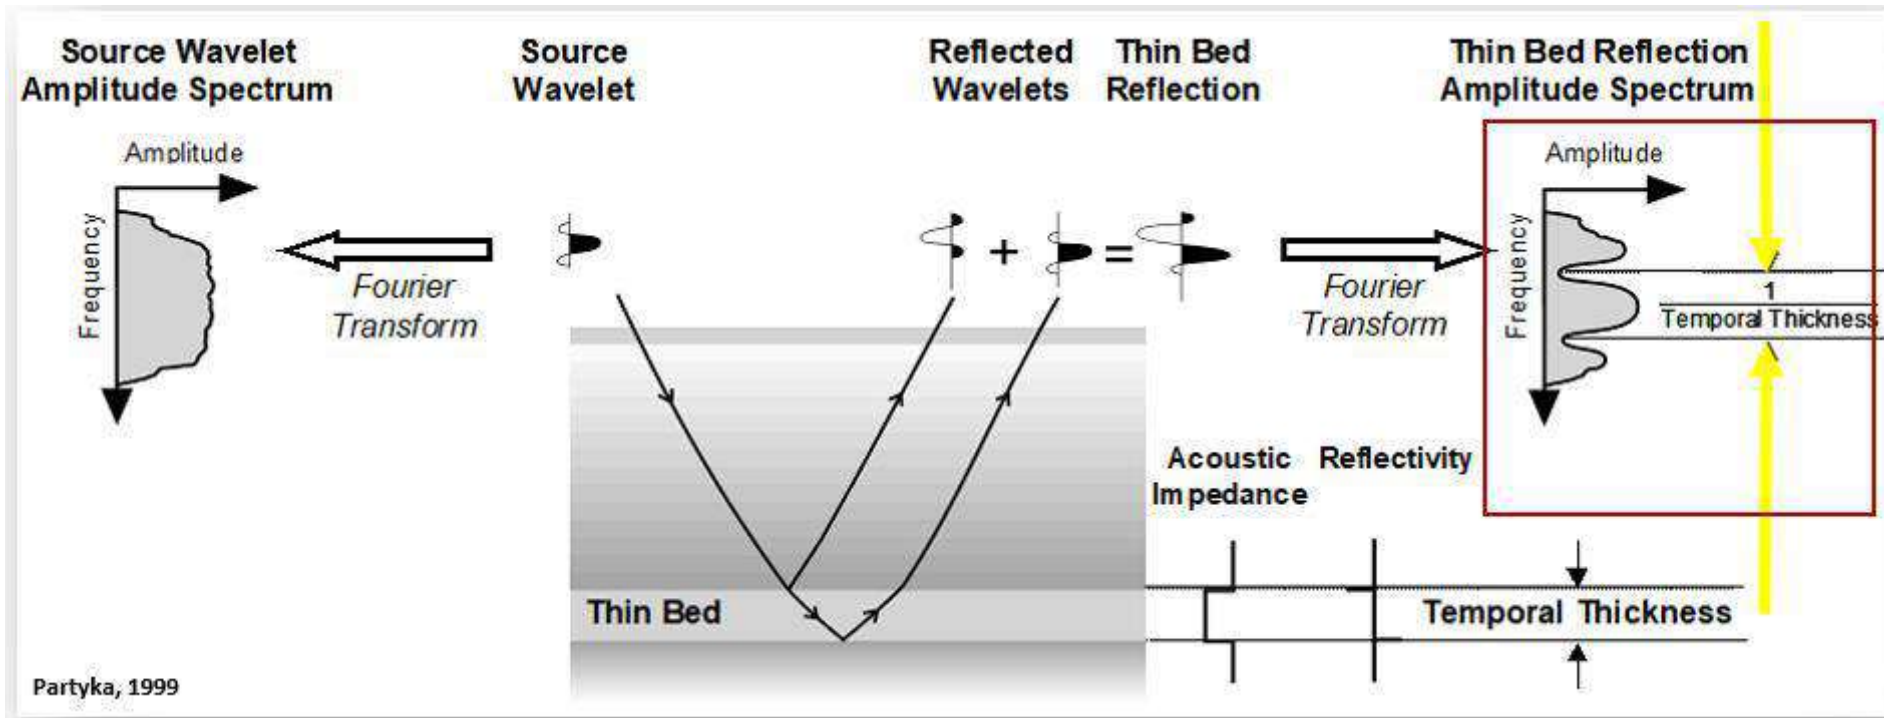 Source Wavelet
Amplitude Spectrum
Source
Wavelet
Reflected
Wavelets
Thin Bed
Reflection
Thin Bed Reflection
Amplitude Spectrum
Amplitude
Frequency
Fourier
Transform
+
=
Fourier
Transform
Amplitude
Frequency
1
Temporal Thickness
Acoustic
Impedance
Reflectivity
Thin Bed
Temporal Thickness
Partyka, 1999